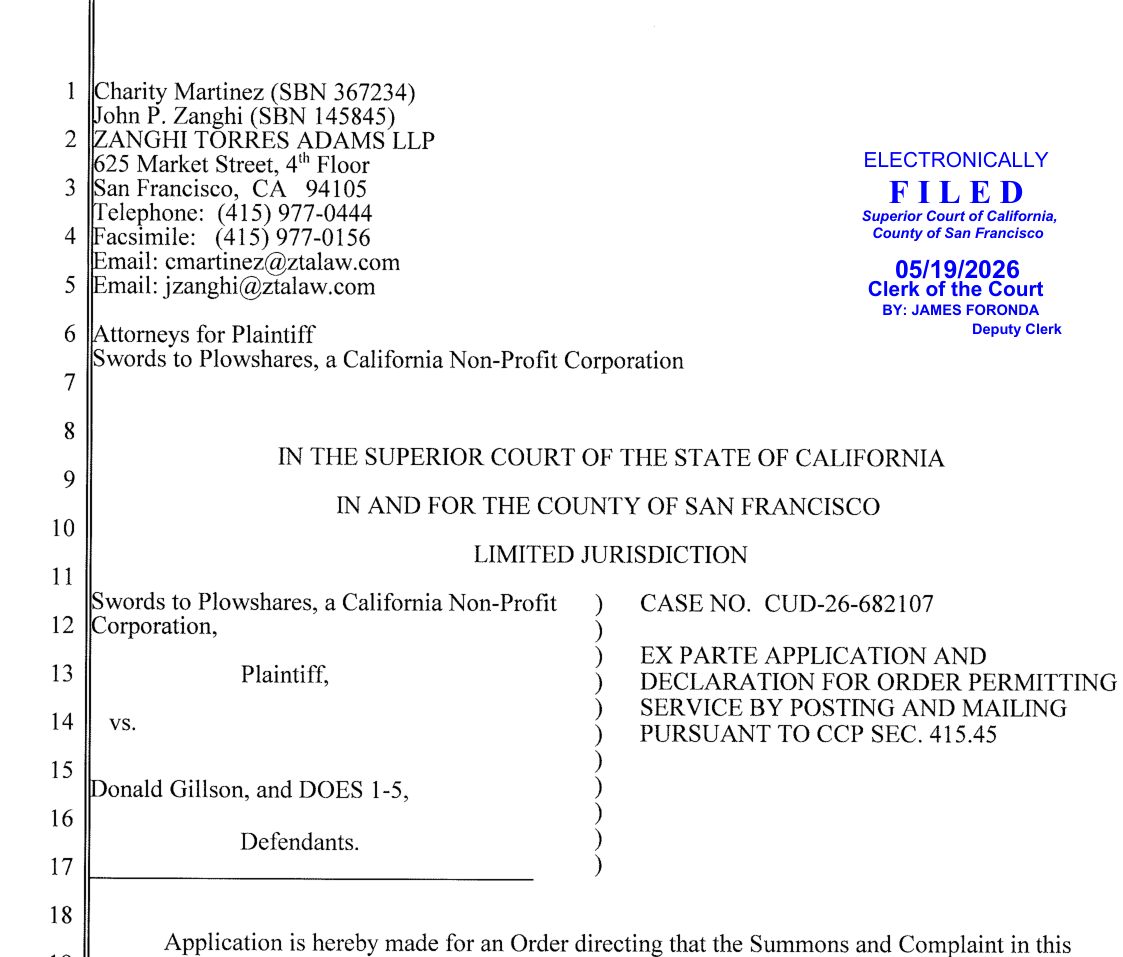 1 Charity Martinez (SBN 367234)
John P. Zanghi (SBN 145845)
2 ZANGHI TORRES ADAMS LLP
625 Market Street, 4th Floor
3 San Francisco, CA 94105
Telephone: (415) 977-0444
4 Facsimile: (415) 977-0156
Email: cmartinez@ztalaw.com
5 Email: jzanghi@ztalaw.com
ELECTRONICALLY
FILED
Superior Court of California,
County of San Francisco
05/19/2026
Clerk of the Court
BY: JAMES FORONDA
Deputy Clerk
6 Attorneys for Plaintiff
Swords to Plowshares, a California Non-Profit Corporation
7
8
IN THE SUPERIOR COURT OF THE STATE OF CALIFORNIA
9
IN AND FOR THE COUNTY OF SAN FRANCISCO
10
LIMITED JURISDICTION
11
Swords to Plowshares, a California Non-Profit ) CASE NO. CUD-26-682107
12 Corporation, )
) EX PARTE APPLICATION AND
13 Plaintiff, ) DECLARATION FOR ORDER PERMITTING
) SERVICE BY POSTING AND MAILING
14 vs. ) PURSUANT TO CCP SEC. 415.45
15 )
Donald Gillson, and DOES 1-5, )
16 )
Defendants. )
17 )
18
Application is hereby made for an Order directing that the Summons and Complaint in this